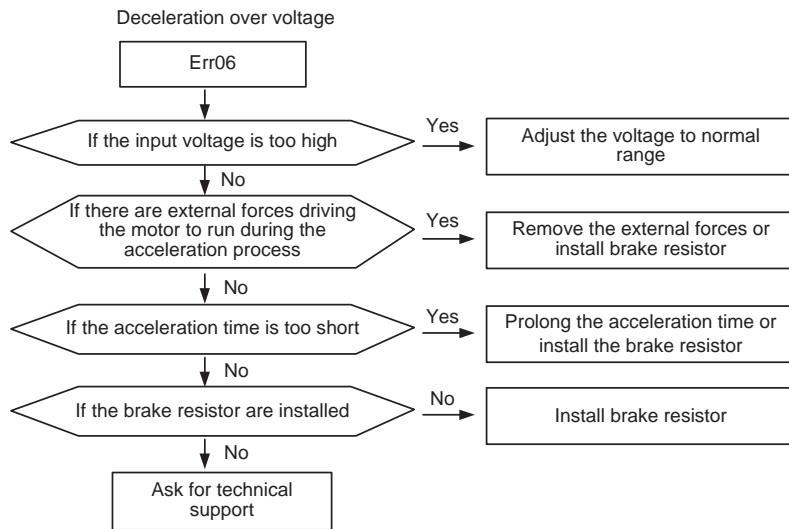 Deceleration over voltage
Err06
If the input voltage is too high
Yes
Adjust the voltage to normal
range
No
If there are external forces driving
the motor to run during the
acceleration process
Yes
Remove the external forces or
install brake resistor
No
If the acceleration time is too short
Yes
Prolong the acceleration time or
install the brake resistor
No
If the brake resistor are installed
No
Install brake resistor
No
Ask for technical
support